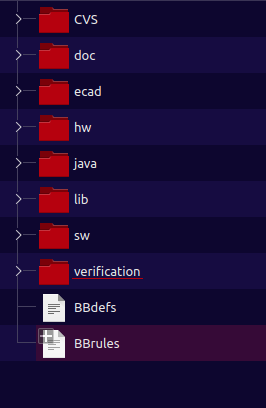 CVS
doc
ecad
hw
java
lib
sw
verification
BBdefs
BBrules